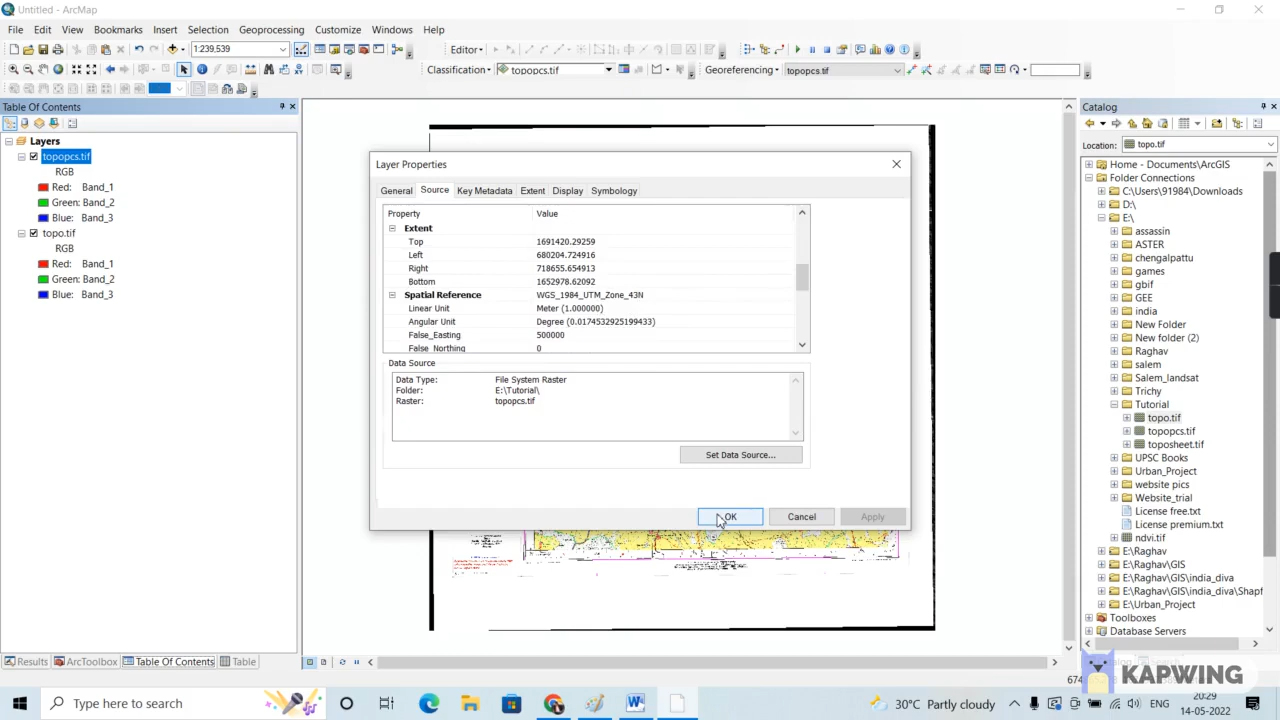 Untitled - ArcMap
File Edit View Bookmarks Insert Selection Geoprocessing Customize Windows Help
1:239,539
Editor
Classification topopcs.tif
Georeferencing topopcs.tif
Table Of Contents
Layers
topopcs.tif
RGB
Red: Band_1
Green: Band_2
Blue: Band_3
topo.tif
RGB
Red: Band_1
Green: Band_2
Blue: Band_3
Layer Properties
General Source Key Metadata Extent Display Symbology
Property Value
Extent
Top 1691420.29259
Left 680204.724916
Right 718655.654913
Bottom 1652978.62092
Spatial Reference WGS_1984_UTM_Zone_43N
Linear Unit Meter (1.000000)
Angular Unit Degree (0.0174532925199433)
False_Easting 500000
False_Northing 0
Data Source
Data Type: File System Raster
Folder: E:\Tutorial\
Raster: topopcs.tif
Set Data Source...
OK Cancel Apply
Catalog
Location: topo.tif
Home - Documents\ArcGIS
Folder Connections
C:\Users\91984\Downloads
D:\
E:\
assassin
ASTER
chengalpattu
games
gbif
GEE
india
New Folder
New folder (2)
Raghav
salem
Salem_landsat
Trichy
Tutorial
topo.tif
topopcs.tif
toposheet.tif
UPSC Books
Urban_Project
website pics
Website_trial
License free.txt
License premium.txt
ndvi.tif
E:\Raghav
E:\Raghav\GIS
E:\Raghav\GIS\india_diva
E:\Raghav\GIS\india_diva\Shapf
E:\Urban_Project
Toolboxes
Database Servers
Results ArcToolbox Table Of Contents Table
KAPWING
Type here to search
30°C Partly cloudy
ENG
20:29
14-05-2022